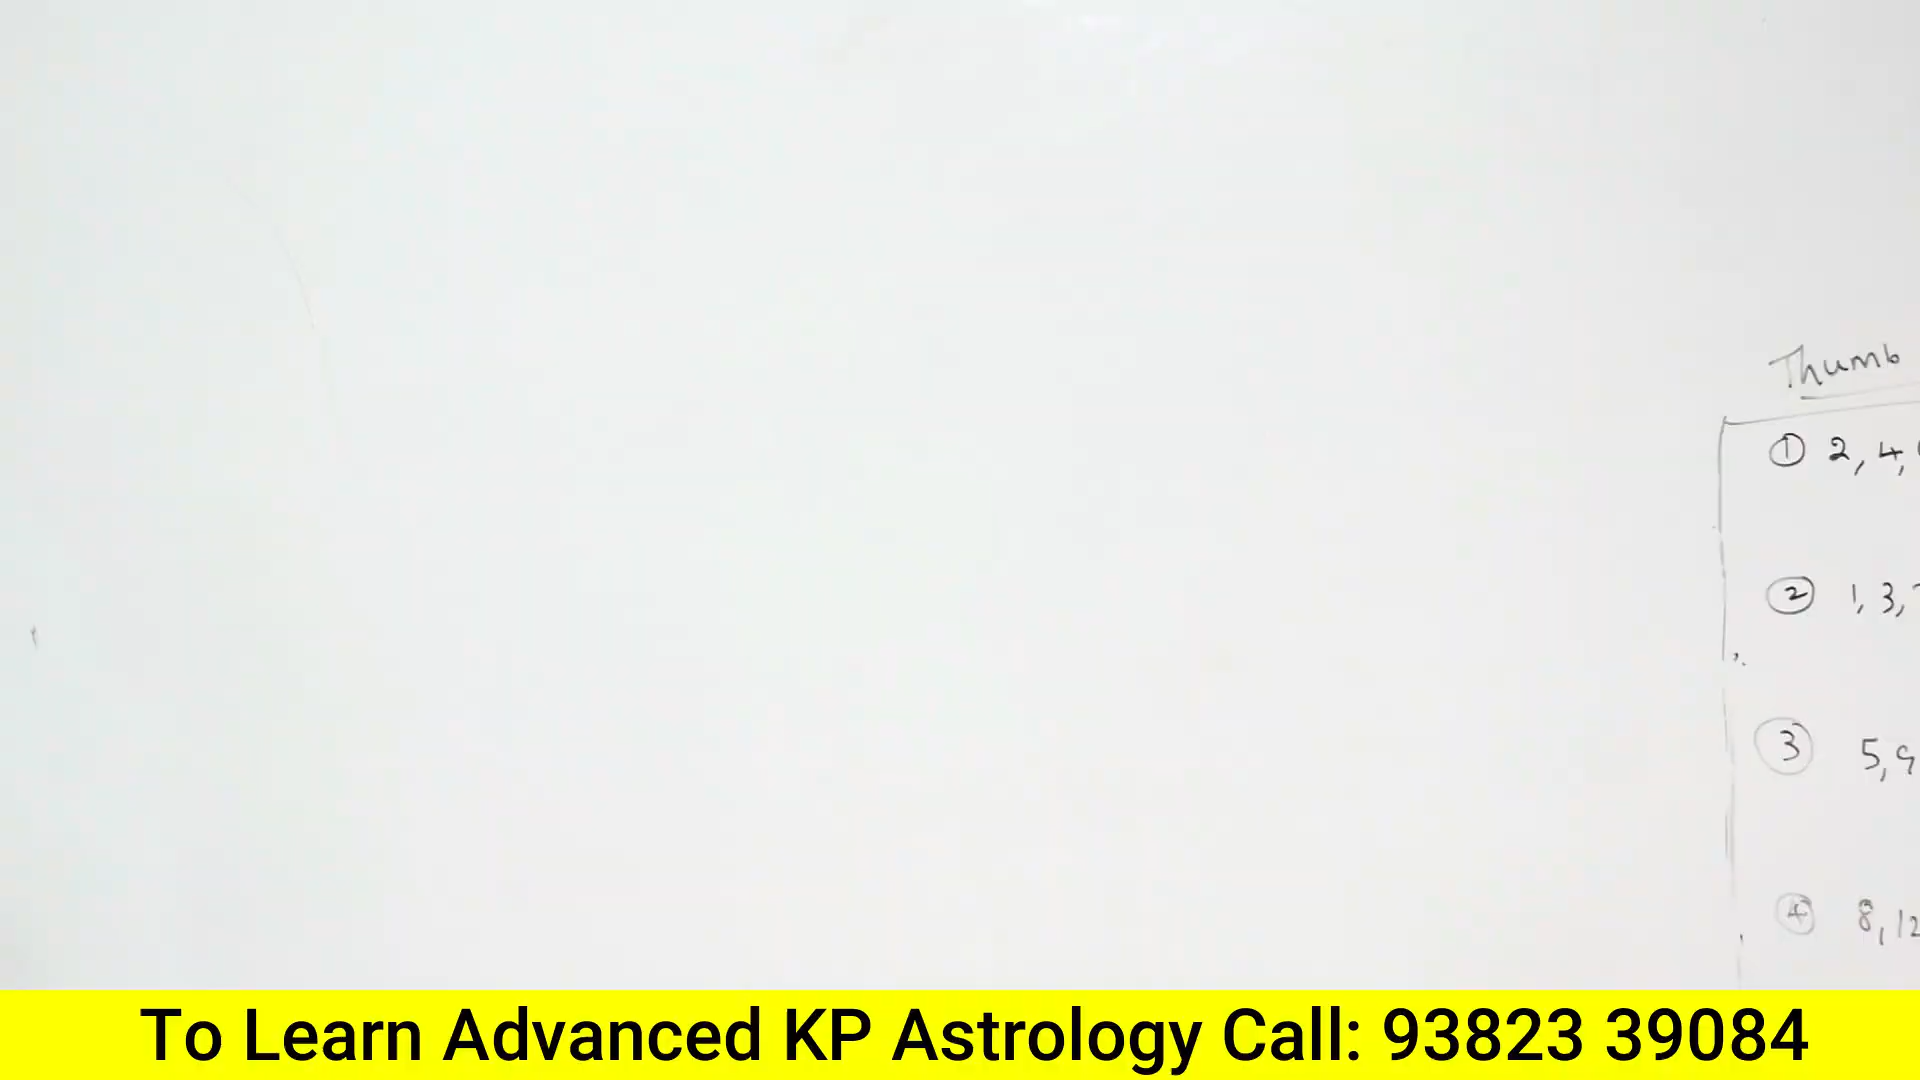 Thumb
① 2, 4,
② 1, 3,
③ 5, 9
④ 8, 12
To Learn Advanced KP Astrology Call: 93823 39084